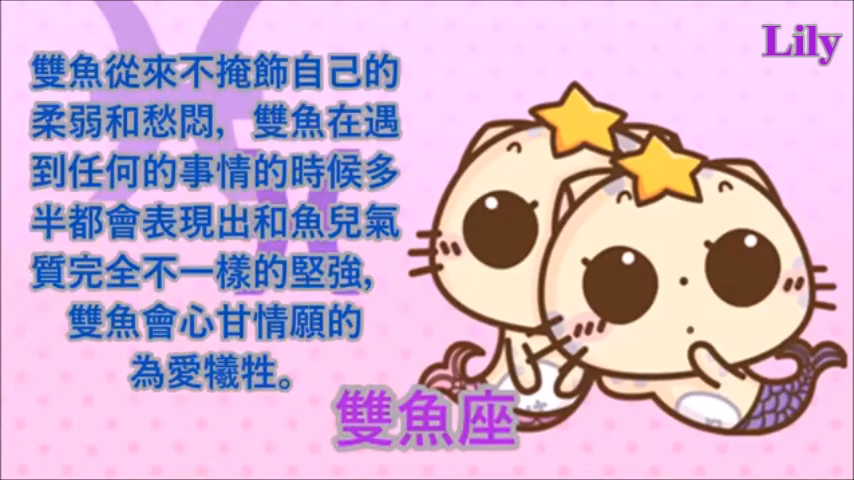 Lily
雙魚從來不掩飾自己的
柔弱和愁悶，雙魚在遇
到任何的事情的時候多
半都會表現出和魚兒氣
質完全不一樣的堅強，
雙魚會心甘情願的
為愛犧牲。
雙魚座